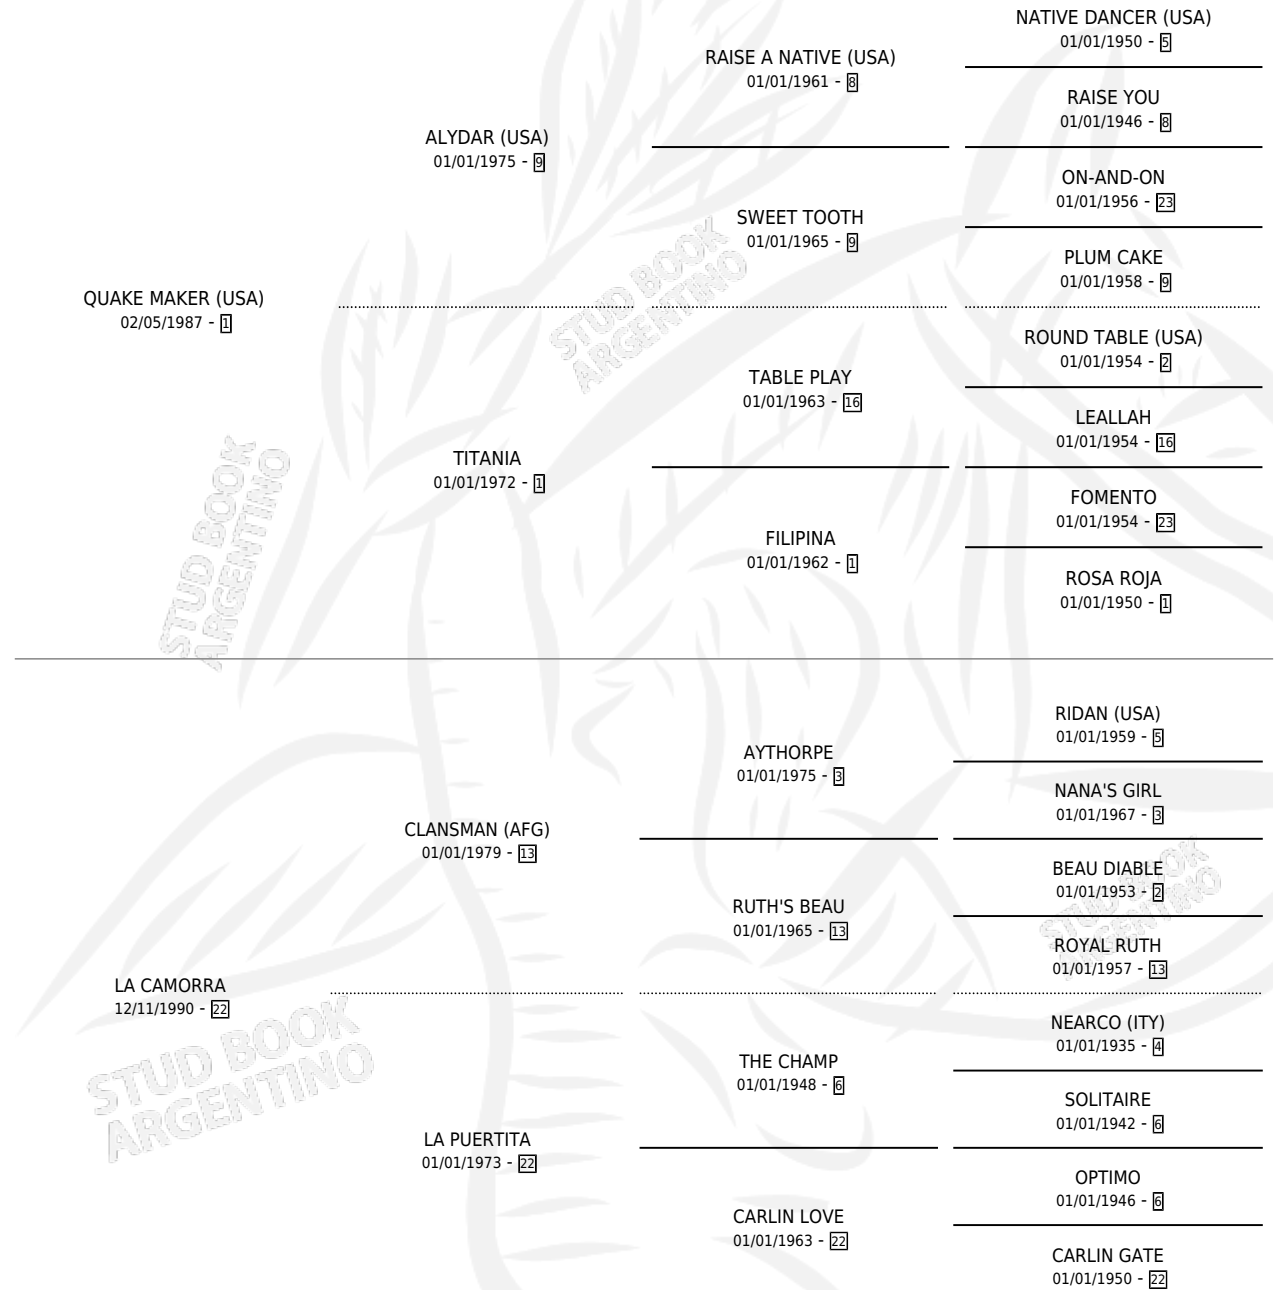 NATIVE DANCER (USA)
01/01/1950 - 5
RAISE A NATIVE (USA)
01/01/1961 - 8
RAISE YOU
01/01/1946 - 8
ALYDAR (USA)
01/01/1975 - 9
ON-AND-ON
01/01/1956 - 23
SWEET TOOTH
01/01/1965 - 9
PLUM CAKE
01/01/1958 - 9
QUAKE MAKER (USA)
02/05/1987 - 1
ROUND TABLE (USA)
01/01/1954 - 2
TABLE PLAY
01/01/1963 - 16
LEALLAH
01/01/1954 - 16
TITANIA
01/01/1972 - 1
FOMENTO
01/01/1954 - 23
FILIPINA
01/01/1962 - 1
ROSA ROJA
01/01/1950 - 1
RIDAN (USA)
01/01/1959 - 5
AYTHORPE
01/01/1975 - 3
NANA'S GIRL
01/01/1967 - 3
CLANSMAN (AFG)
01/01/1979 - 13
BEAU DIABLE
01/01/1953 - 2
RUTH'S BEAU
01/01/1965 - 13
ROYAL RUTH
01/01/1957 - 13
LA CAMORRA
12/11/1990 - 22
NEARCO (ITY)
01/01/1935 - 4
THE CHAMP
01/01/1948 - 6
SOLITAIRE
01/01/1942 - 6
LA PUERTITA
01/01/1973 - 22
OPTIMO
01/01/1946 - 6
CARLIN LOVE
01/01/1963 - 22
CARLIN GATE
01/01/1950 - 22
STUD BOOK
ARGENTINO
STUD BOOK
ARGENTINO
STUD BOOK
ARGENTINO
STUD BOOK
ARGENTINO